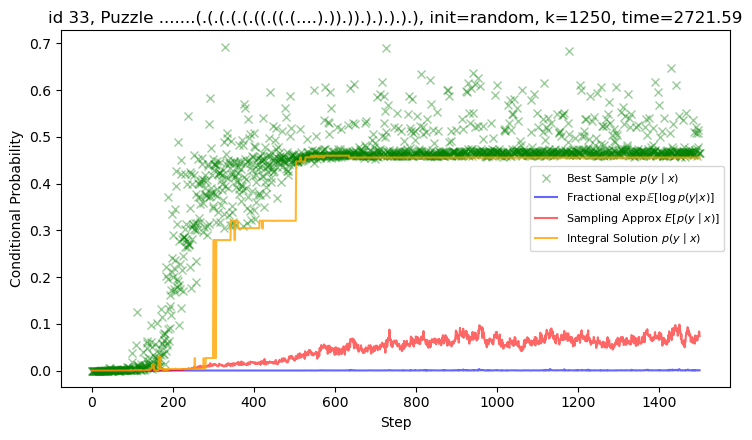 id 33, Puzzle .......(.(.(.(.(.((.((.(....).)).)).).).).).).), init=random, k=1250, time=2721.59
0.7
0.6
0.5
0.4
0.3
0.2
0.1
0.0
Conditional Probability
Best Sample p(y | x)
Fractional exp 𝔼[log p(y|x)]
Sampling Approx E[p(y | x)]
Integral Solution p(y | x)
0
200
400
600
800
1000
1200
1400
Step